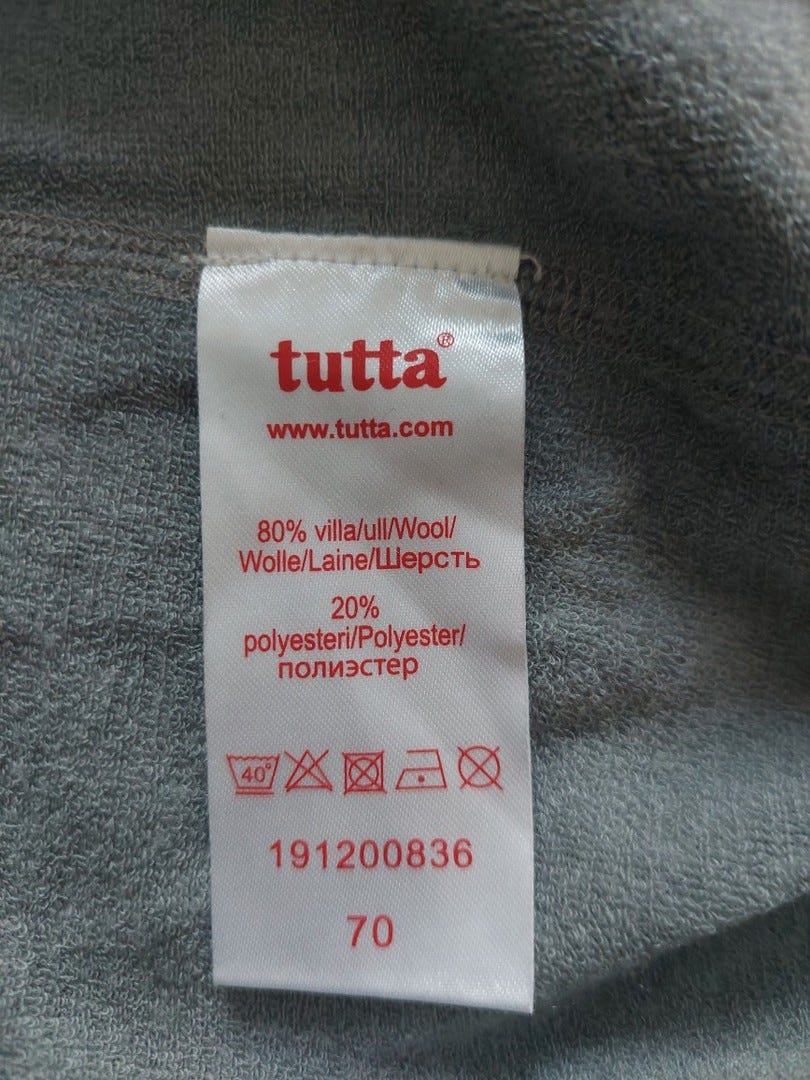 tutta®
www.tutta.com
80% villa/ull/Wool/
Wolle/Laine/Шерсть
20%
polyesteri/Polyester/
полиэстер
40°
191200836
70